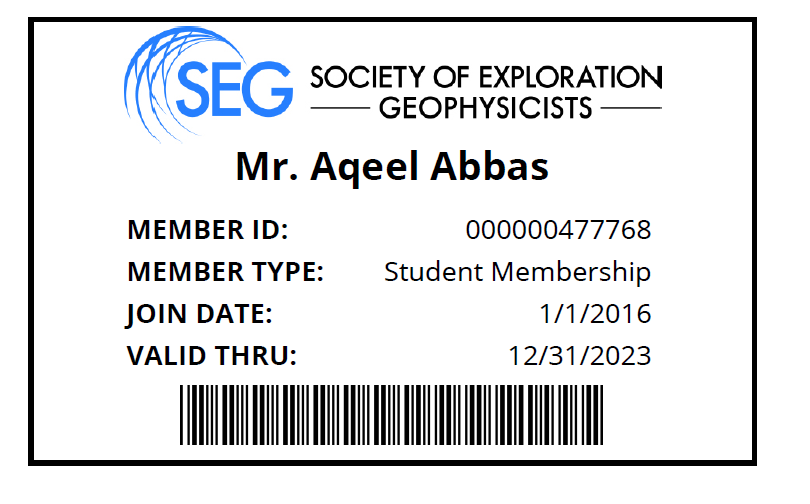 SEG SOCIETY OF EXPLORATION
GEOPHYSICISTS
Mr. Aqeel Abbas
MEMBER ID: 000000477768
MEMBER TYPE: Student Membership
JOIN DATE: 1/1/2016
VALID THRU: 12/31/2023